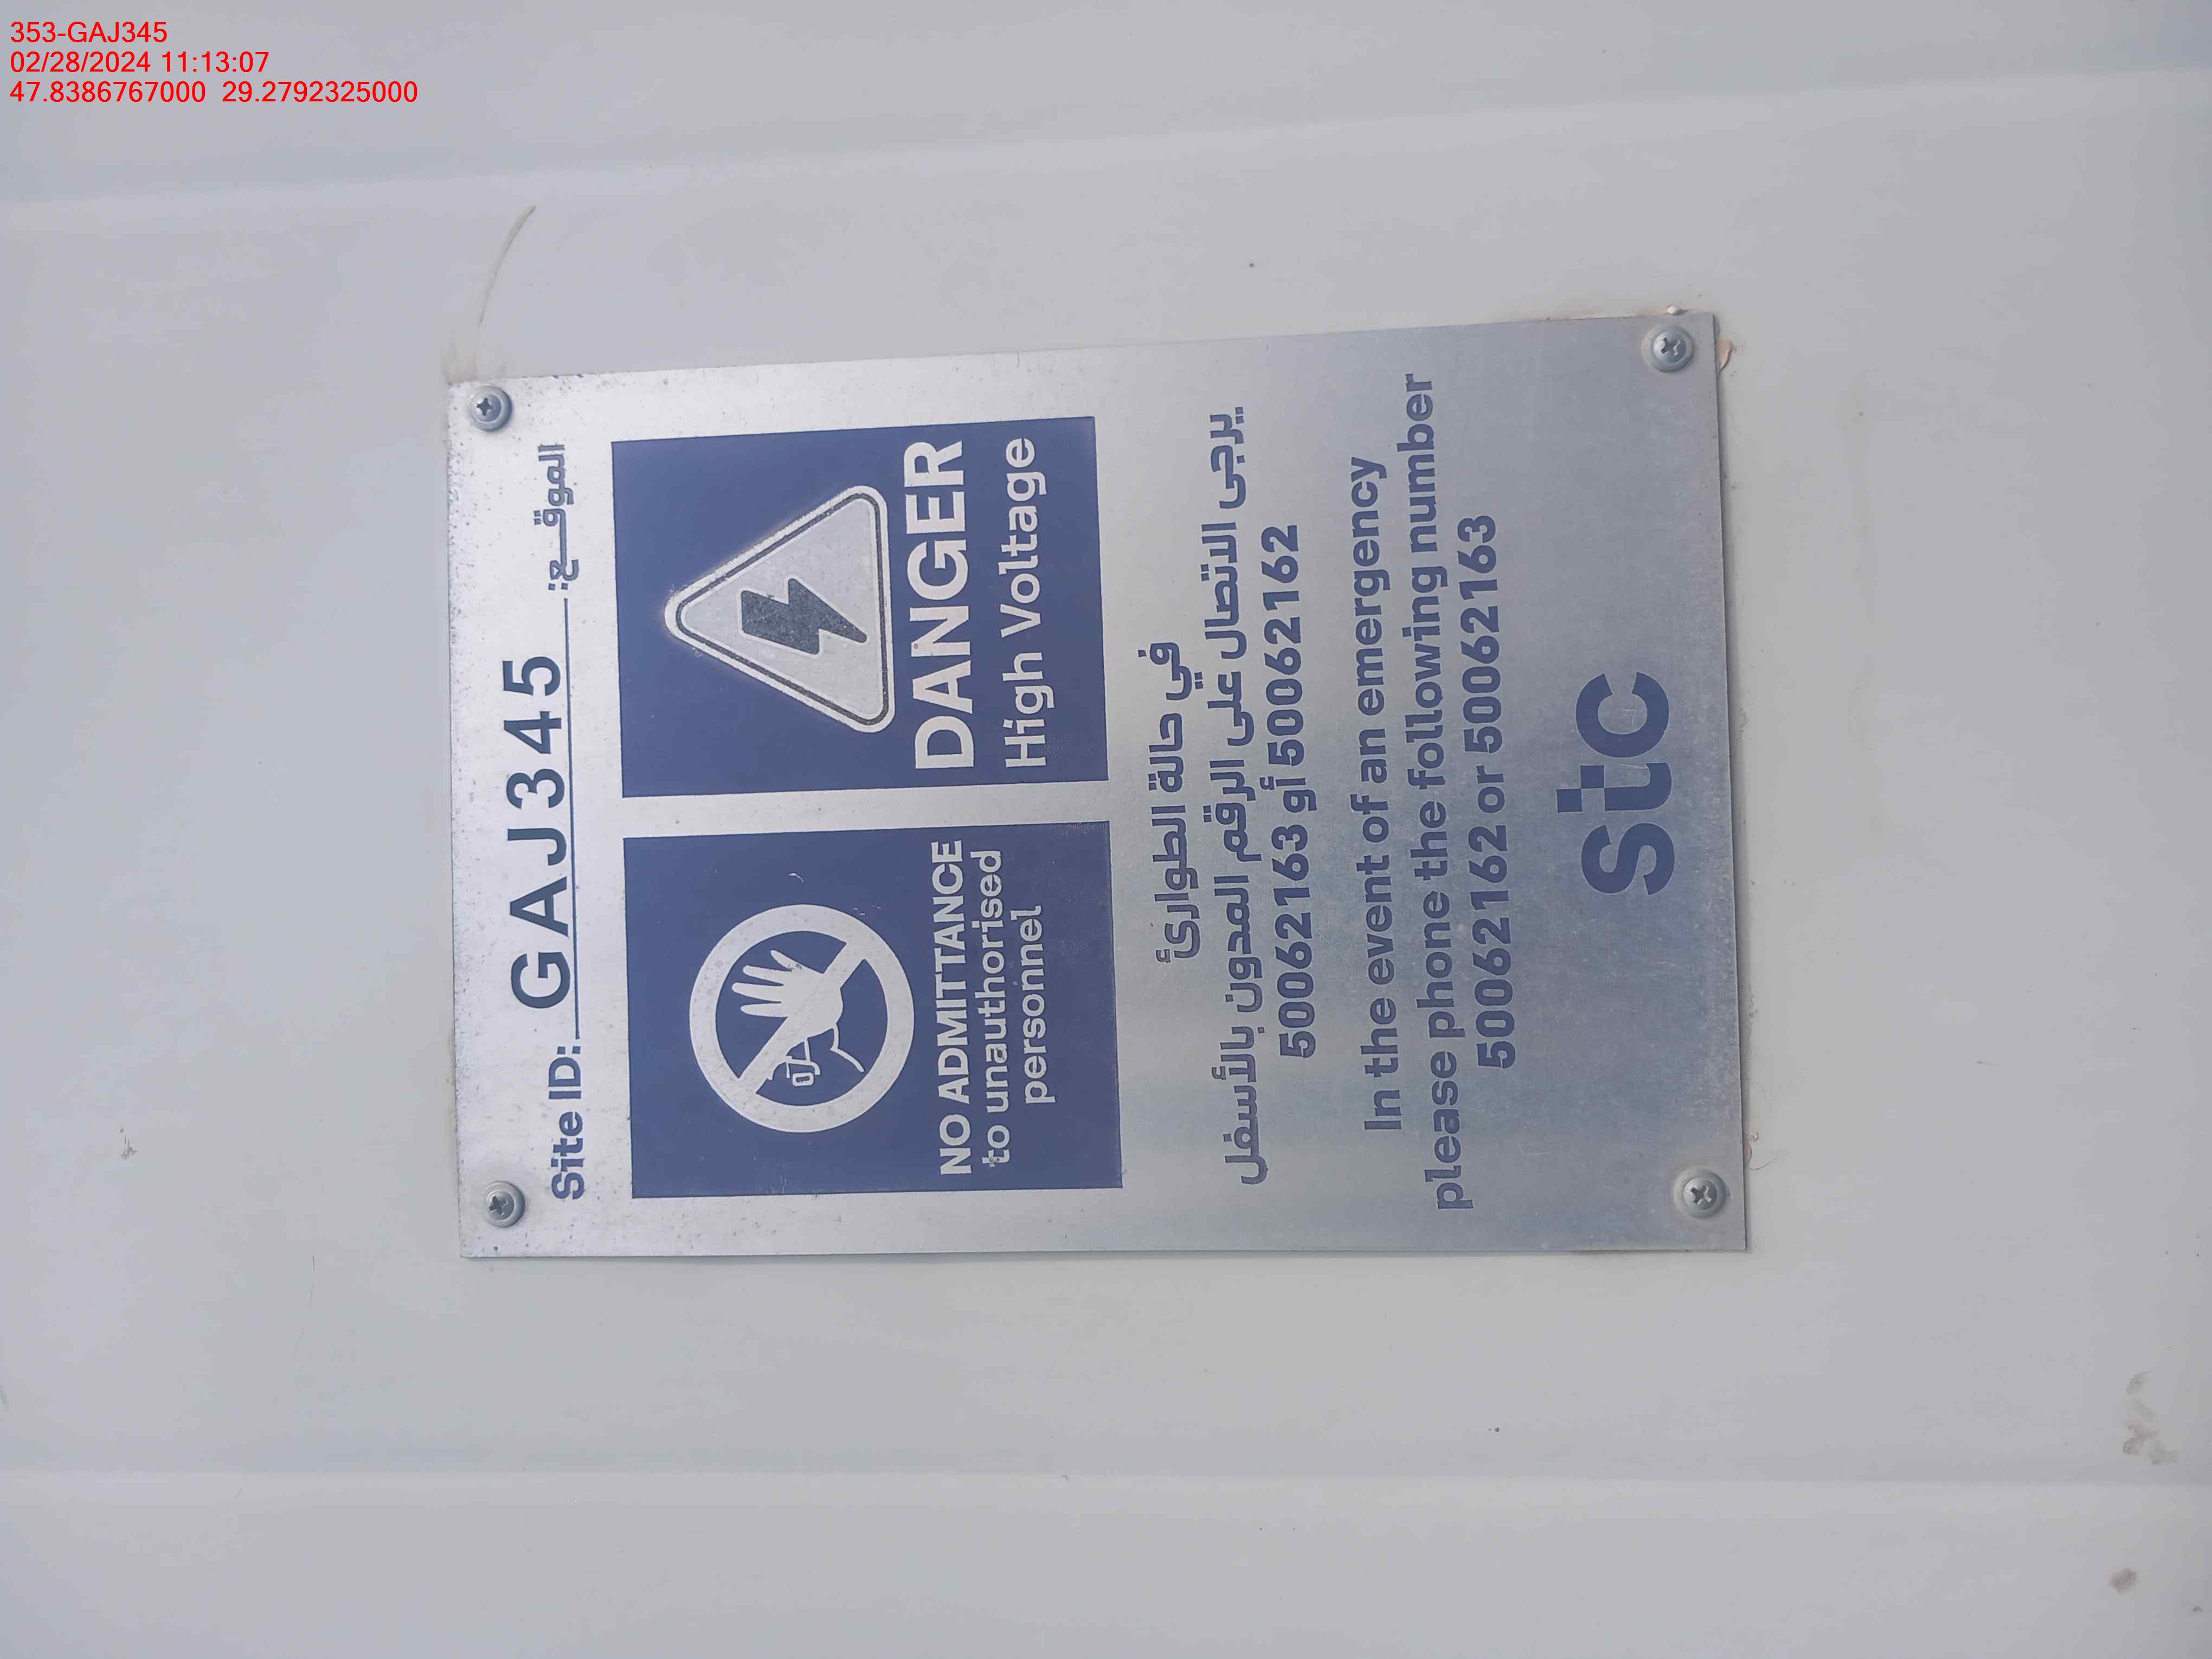 353-GAJ345
02/28/2024 11:13:07
47.8386767000 29.2792325000
Site ID: GAJ345 الموقـــع:
NO ADMITTANCE
to unauthorised
personnel
DANGER
High Voltage
في حالة الطوارئ
يرجى الاتصال على الرقم المدون بالأسفل
50062162 أو 50062163
In the event of an emergency
please phone the following number
50062162 or 50062163
stc